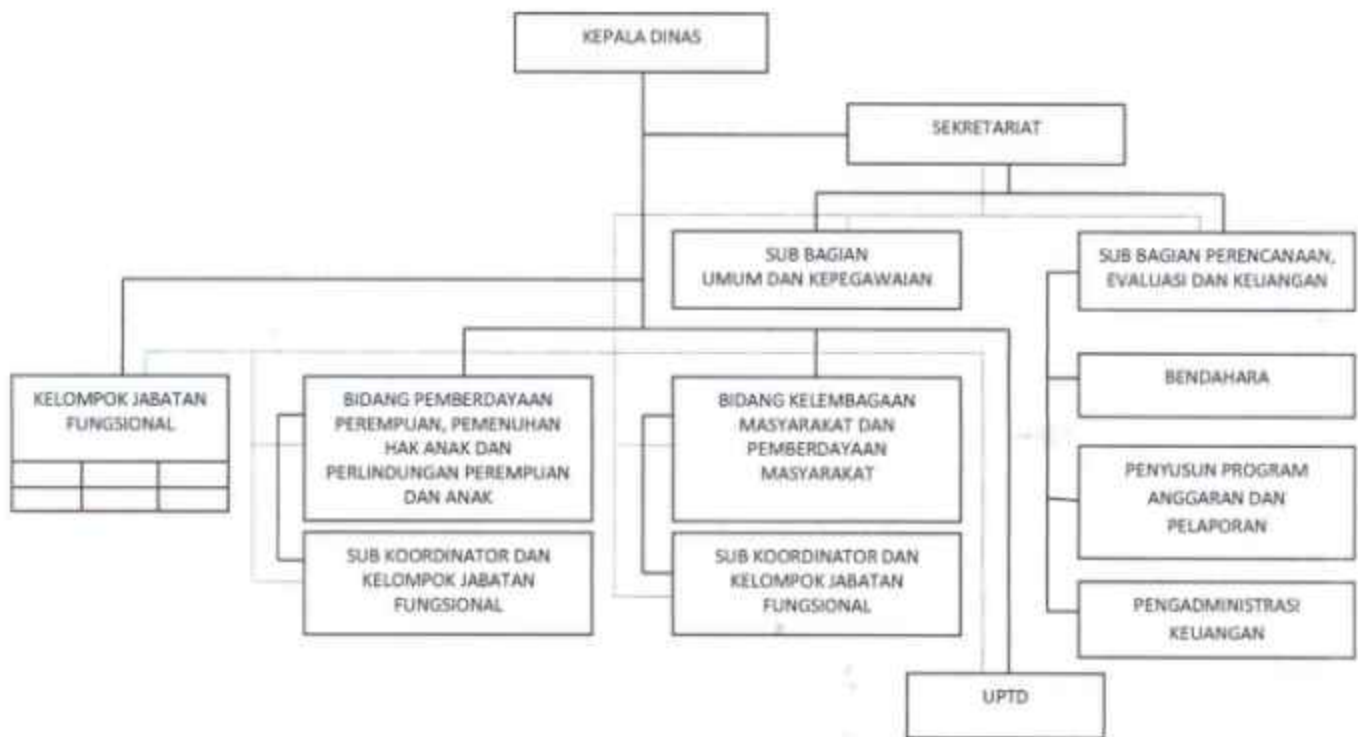 KEPALA DINAS
SEKRETARIAT
SUB BAGIAN
UMUM DAN KEPEGAWAIAN
SUB BAGIAN PERENCANAAN,
EVALUASI DAN KEUANGAN
KELOMPOK JABATAN
FUNGSIONAL
BIDANG PEMBERDAYAAN
PEREMPUAN, PEMENUHAN
HAK ANAK DAN
PERLINDUNGAN PEREMPUAN
DAN ANAK
BIDANG KELEMBAGAAN
MASYARAKAT DAN
PEMBERDAYAAN
MASYARAKAT
BENDAHARA
PENYUSUN PROGRAM
ANGGARAN DAN
PELAPORAN
SUB KOORDINATOR DAN
KELOMPOK JABATAN
FUNGSIONAL
SUB KOORDINATOR DAN
KELOMPOK JABATAN
FUNGSIONAL
PENGADMINISTRASI
KEUANGAN
UPTD